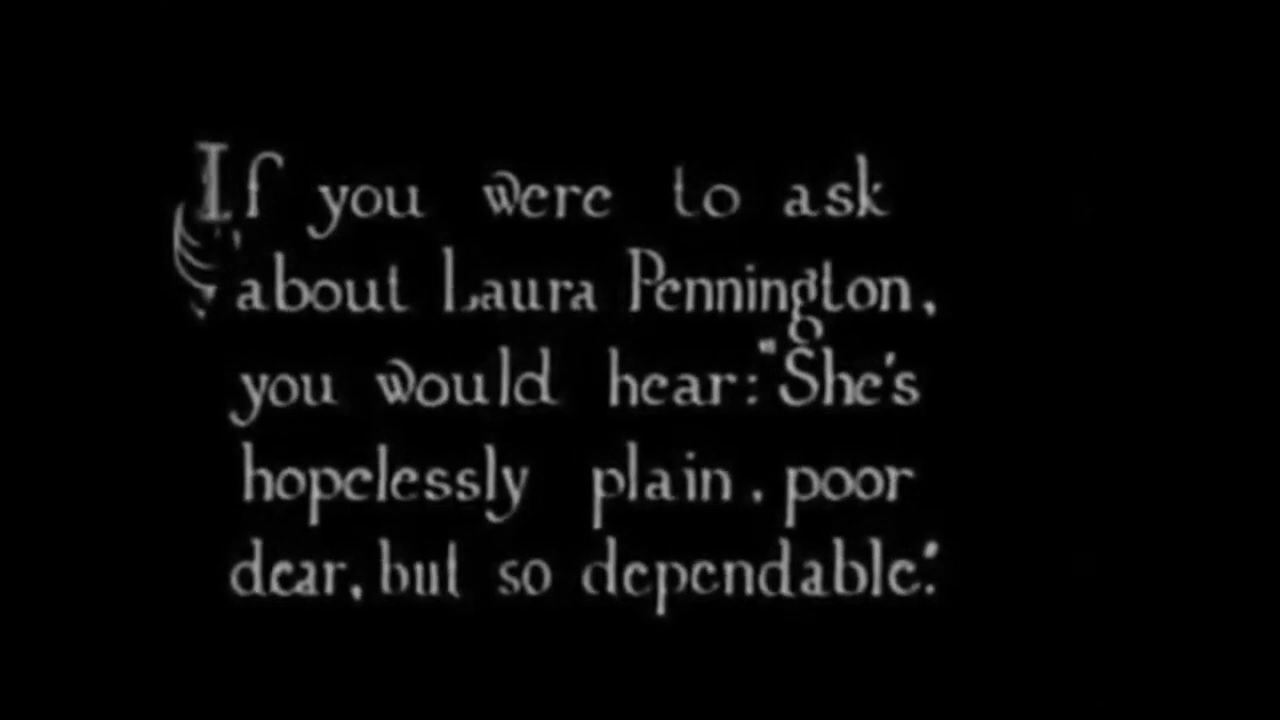 If you were to ask
about Laura Pennington,
you would hear: "She's
hopelessly plain, poor
dear, but so dependable."